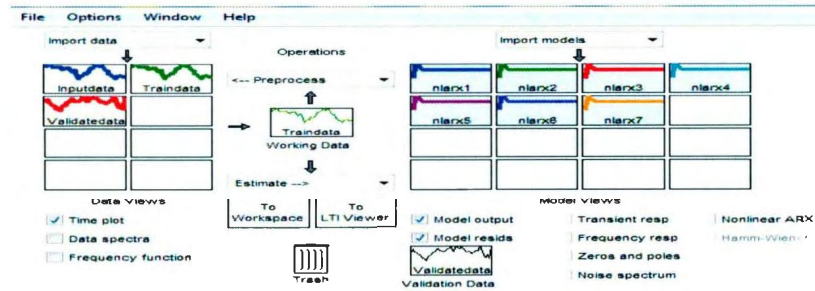 File Options Window Help
Import data
Import models
Operations
<-- Preprocess
Inputdata Traindata
nlarx1 nlarx2 nlarx3 nlarx4
Validatedata
nlarx5 nlarx6 nlarx7
Traindata
Working Data
Estimate -->
Data Views
Model Views
To Workspace
To LTI Viewer
Time plot
Data spectra
Frequency function
Model output
Model resids
Transient resp
Frequency resp
Zeros and poles
Noise spectrum
Nonlinear ARX
Trash
Validatedata
Validation Data